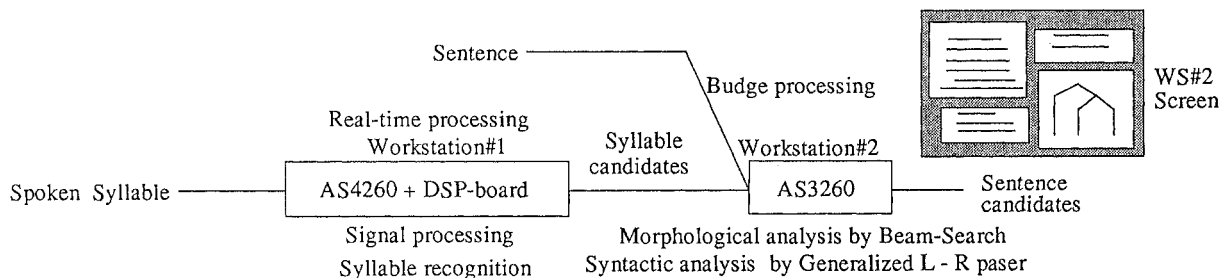 Sentence
Budge processing
WS#2
Screen
Real-time processing
Workstation#1
Syllable
candidates
Workstation#2
Spoken Syllable
AS4260 + DSP-board
AS3260
Sentence
candidates
Signal processing
Syllable recognition
Morphological analysis by Beam-Search
Syntactic analysis by Generalized L - R paser